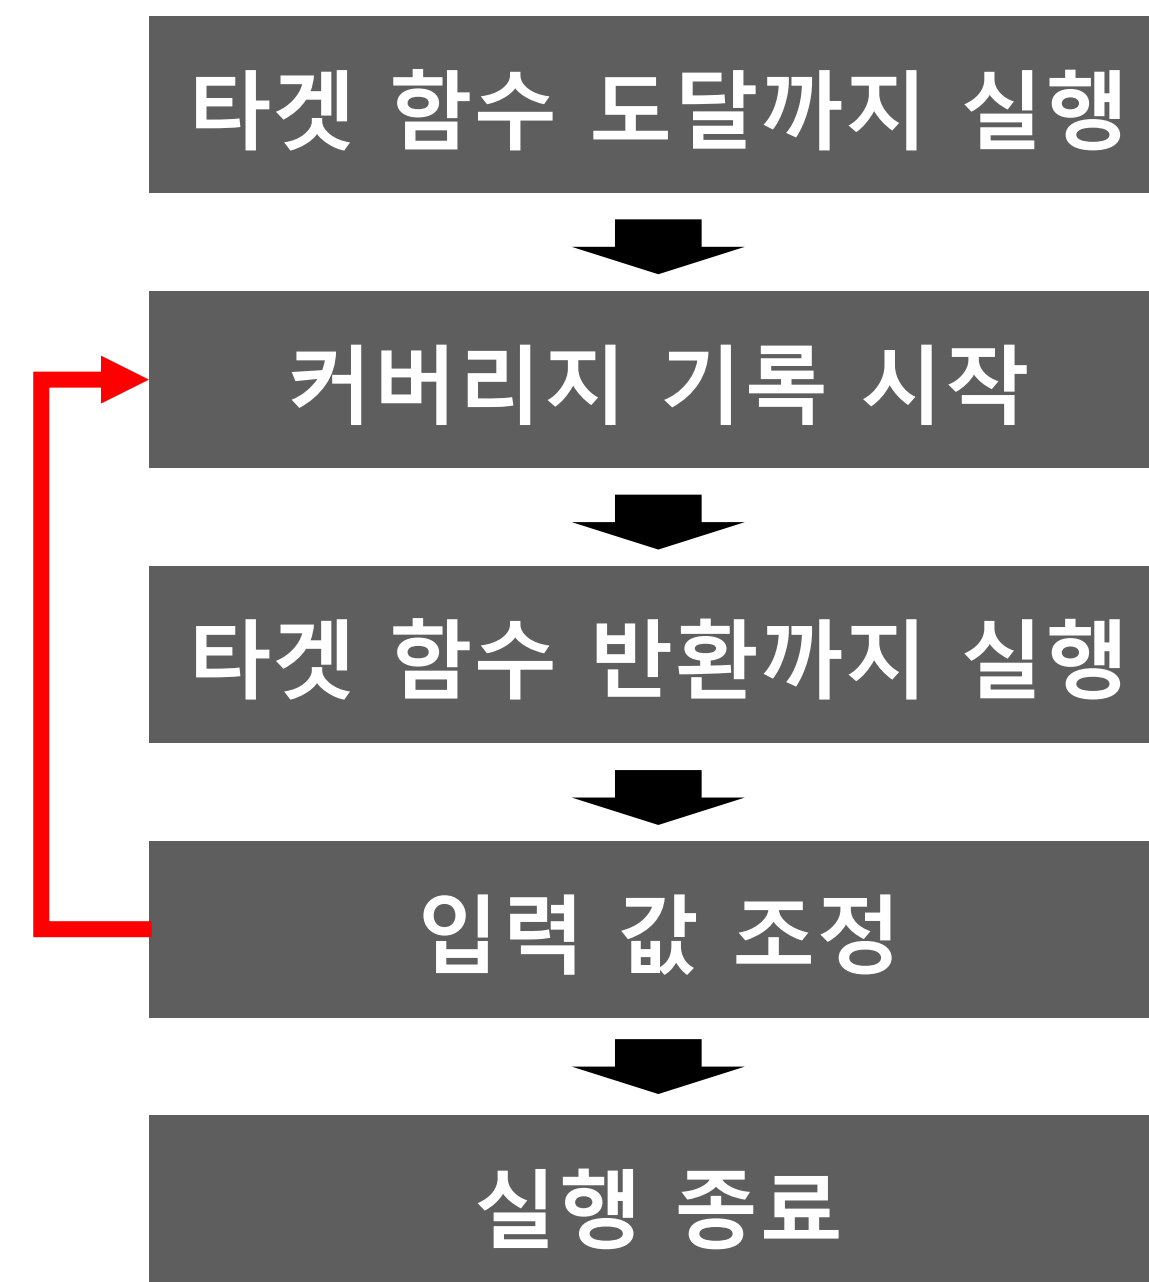 타겟 함수 도달까지 실행
커버리지 기록 시작
타겟 함수 반환까지 실행
입력 값 조정
실행 종료